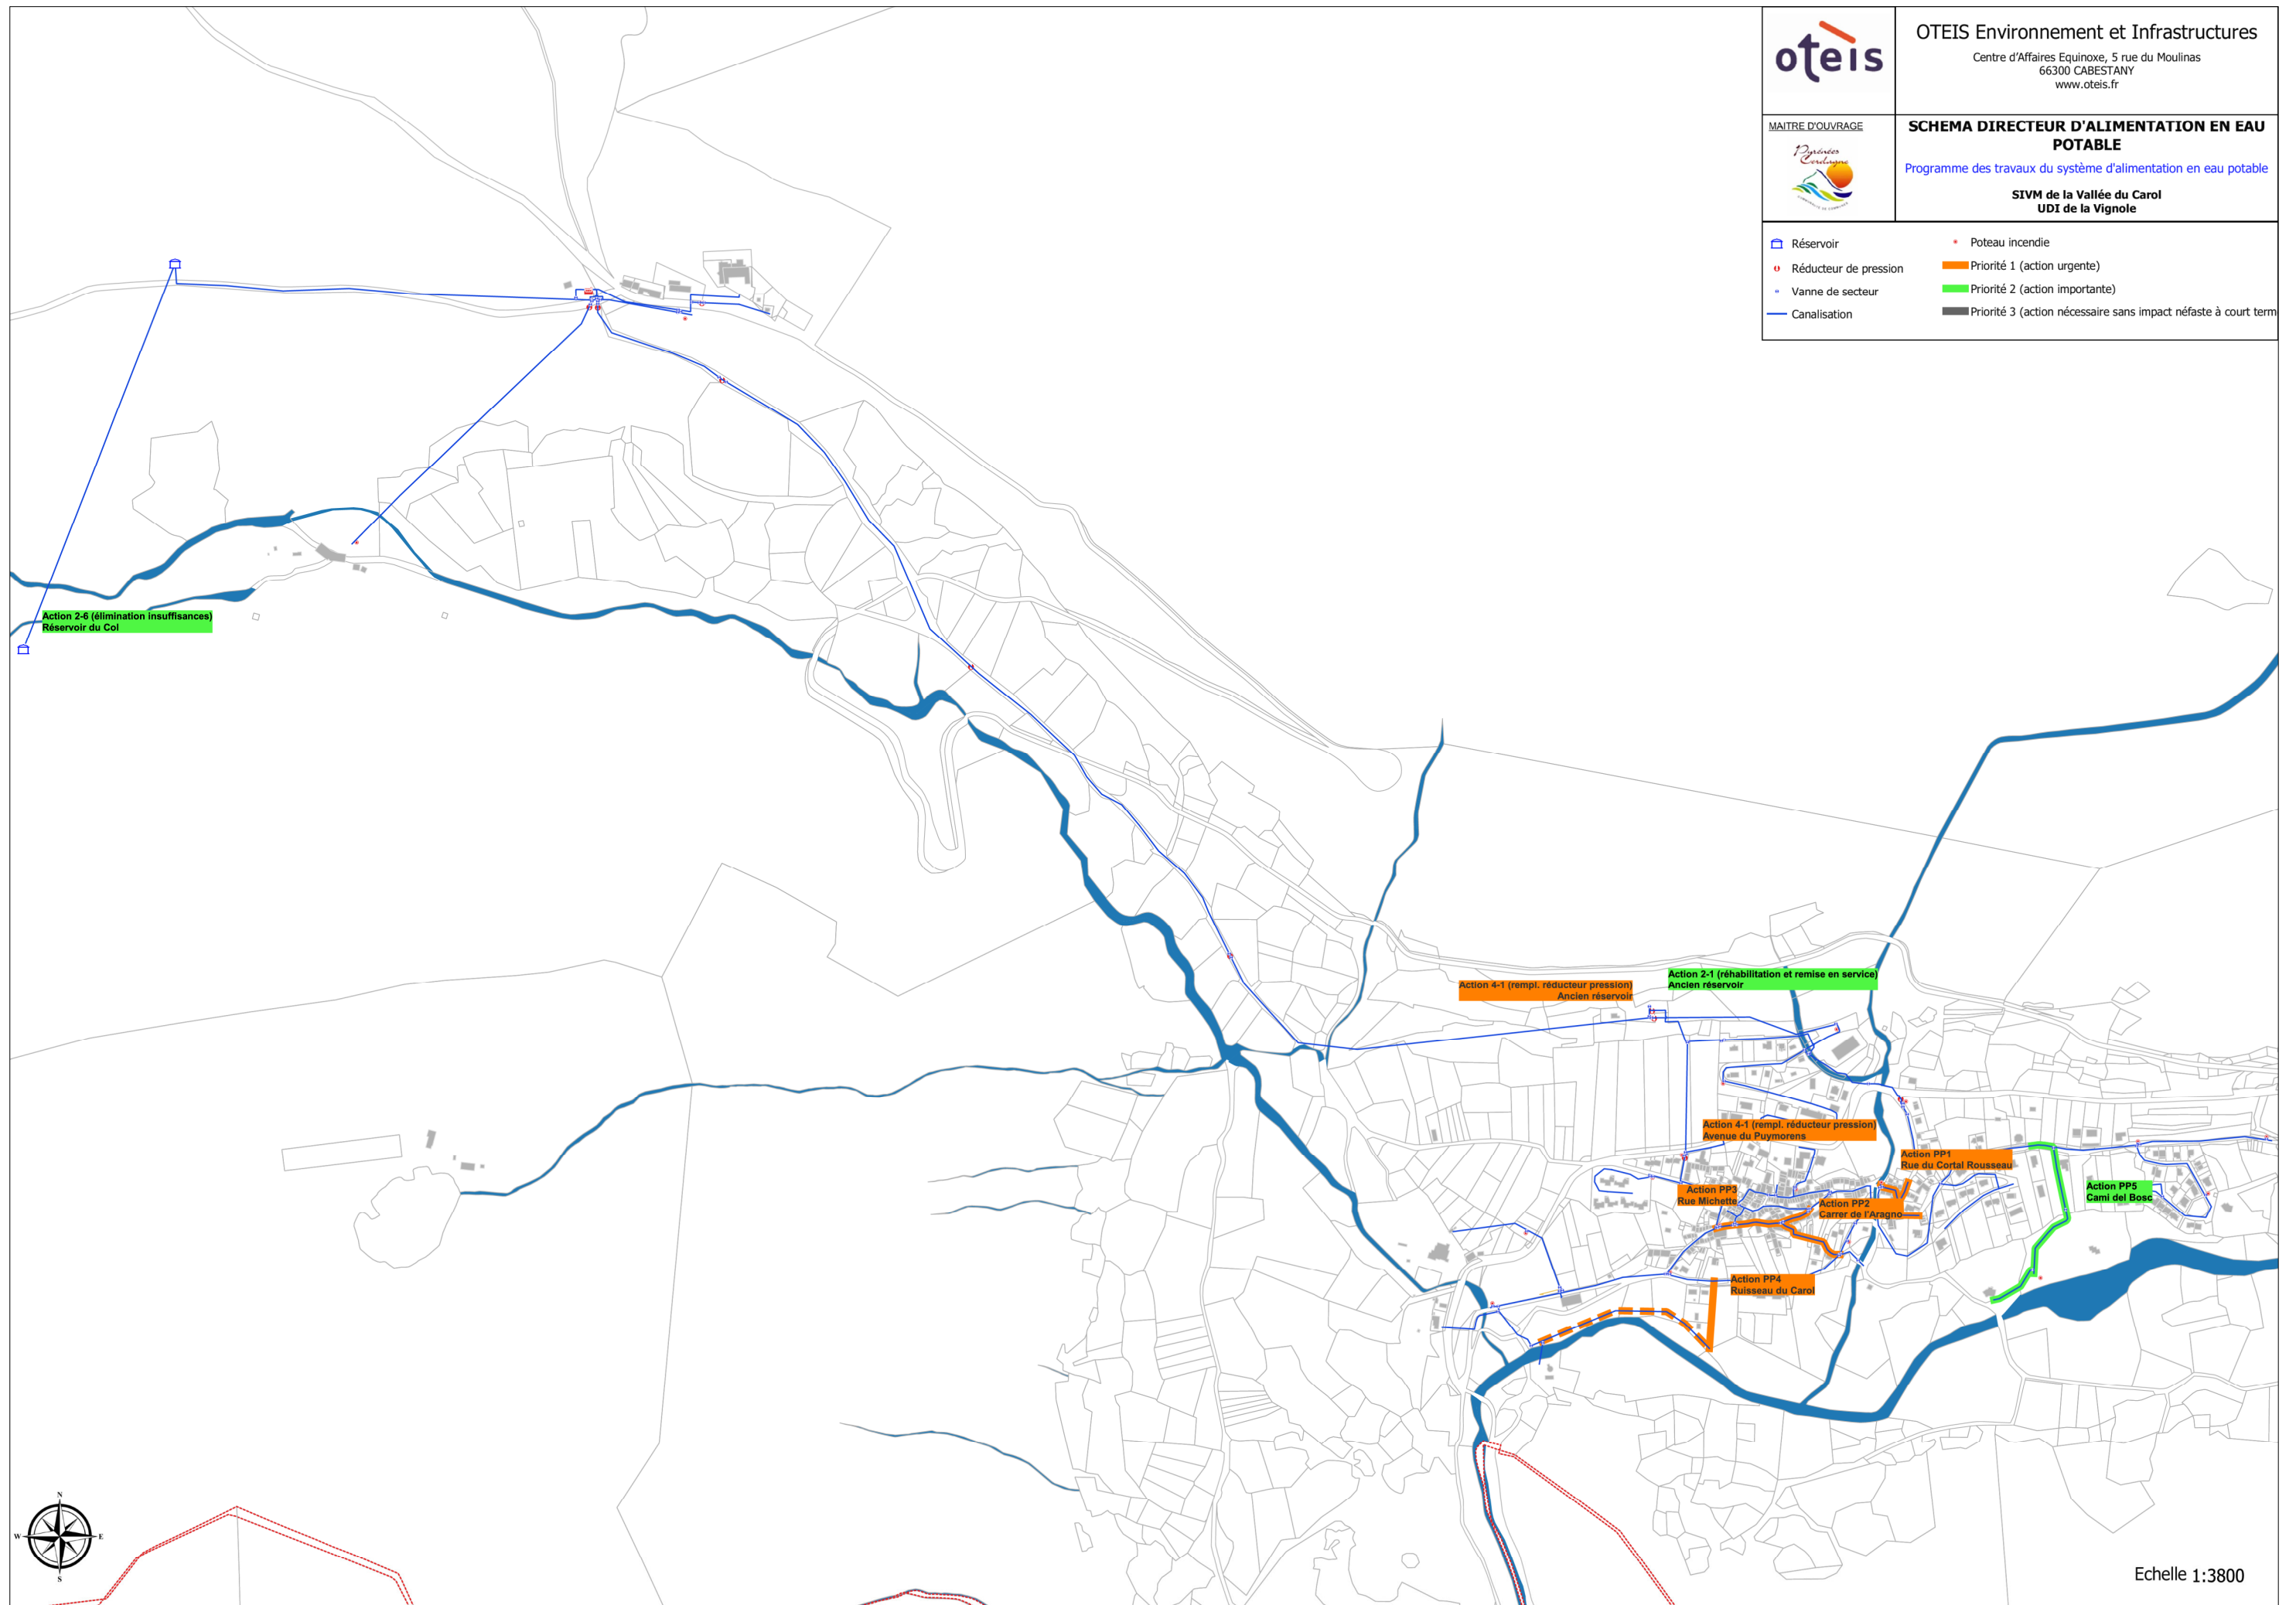 oteis
OTEIS Environnement et Infrastructures
Centre d'Affaires Equinoxe, 5 rue du Moulinas
66300 CABESTANY
www.oteis.fr
MAITRE D'OUVRAGE
Pyrénées
Cerdagne
SCHEMA DIRECTEUR D'ALIMENTATION EN EAU
POTABLE
Programme des travaux du système d'alimentation en eau potable
SIVM de la Vallée du Carol
UDI de la Vignole
Réservoir
Réducteur de pression
Vanne de secteur
Canalisation
Poteau incendie
Priorité 1 (action urgente)
Priorité 2 (action importante)
Priorité 3 (action nécessaire sans impact néfaste à court term
Action 2-6 (élimination insuffisances)
Réservoir du Col
Action 4-1 (rempl. réducteur pression)
Ancien réservoir
Action 2-1 (réhabilitation et remise en service)
Ancien réservoir
Action 4-1 (rempl. réducteur pression)
Avenue du Puymorens
Action PP1
Rue du Cortal Rousseau
Action PP3
Rue Michette
Action PP2
Carrer de l'Aragno
Action PP5
Cami del Bosc
Action PP4
Ruisseau du Carol
N
W
E
S
Echelle 1:3800